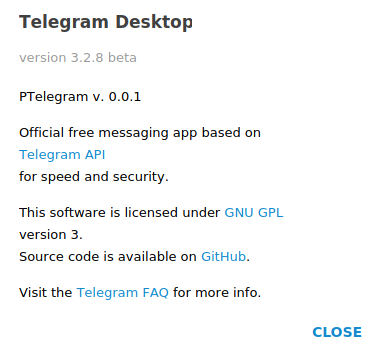 Telegram Desktop
version 3.2.8 beta
PTelegram v. 0.0.1
Official free messaging app based on
Telegram API
for speed and security.
This software is licensed under GNU GPL
version 3.
Source code is available on GitHub.
Visit the Telegram FAQ for more info.
CLOSE